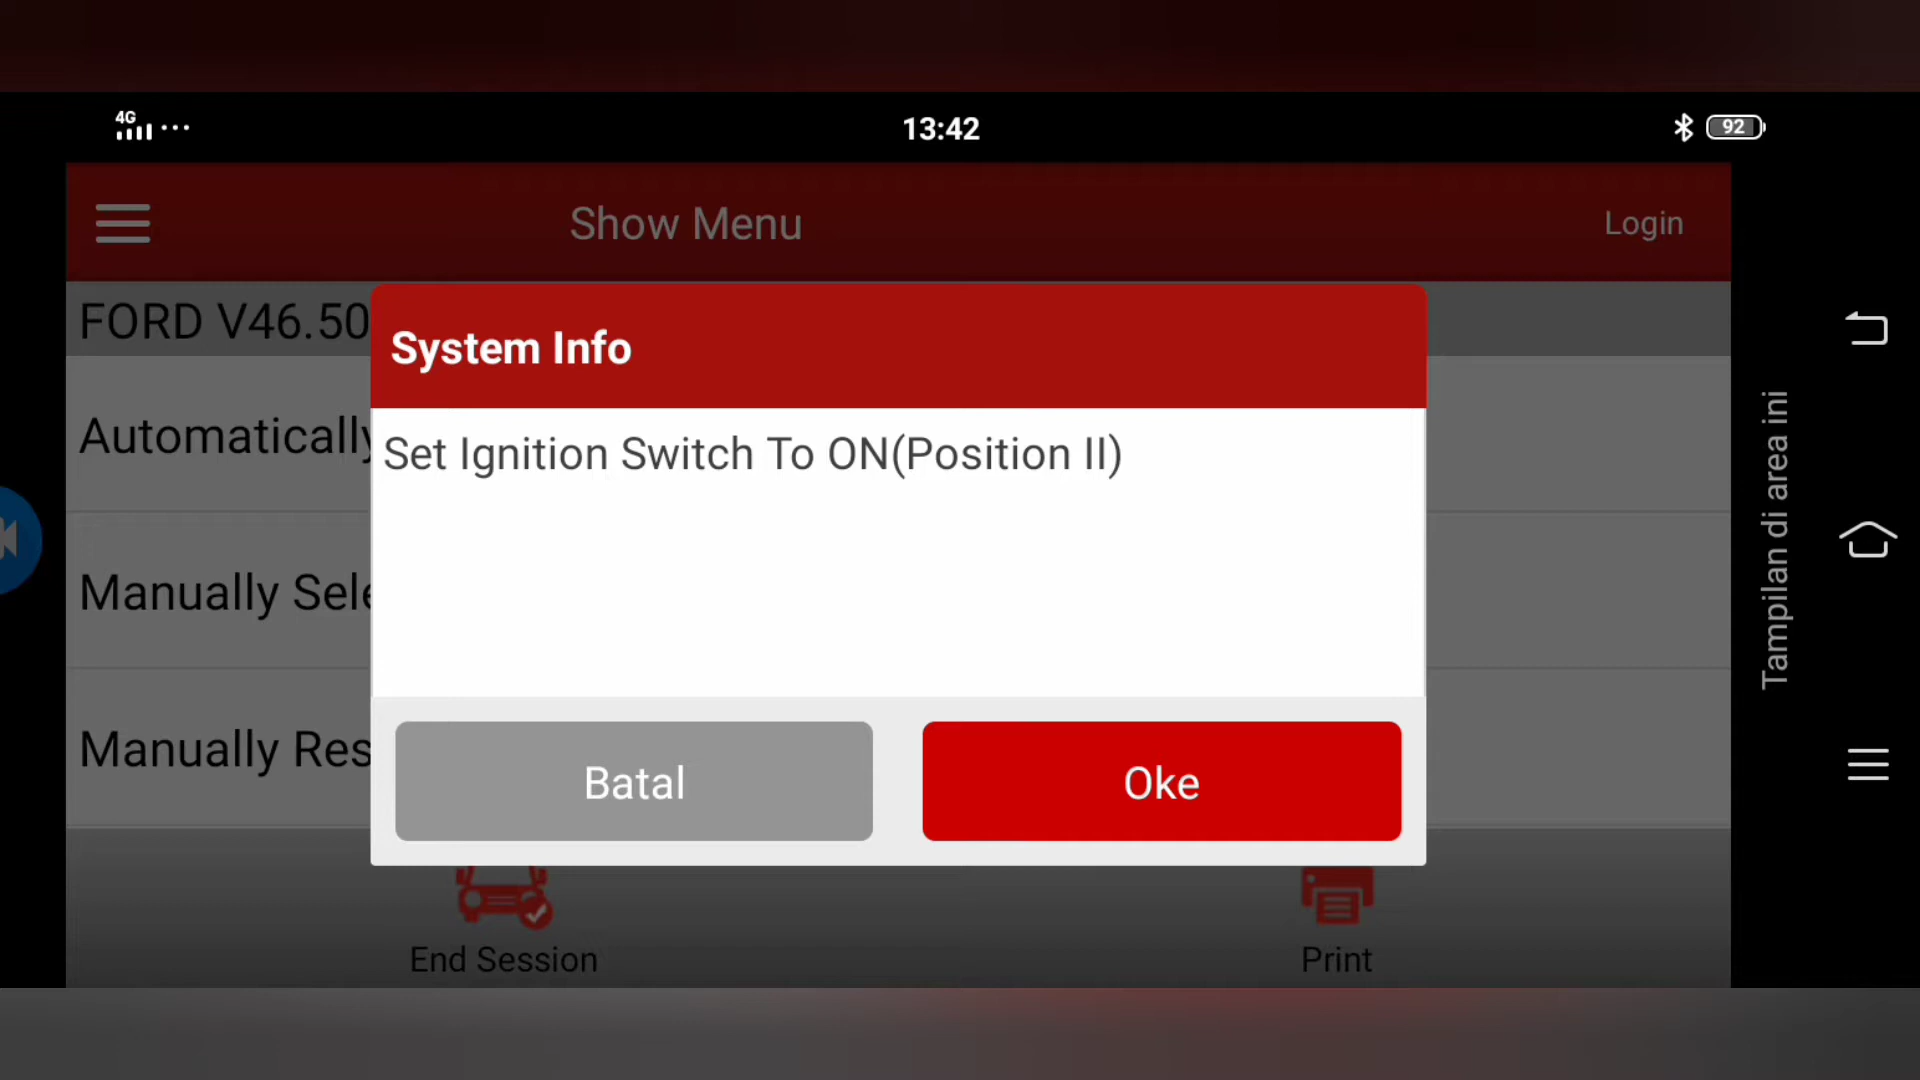 4G
13:42
92
Show Menu
Login
FORD V46.50
System Info
Automatically
Set Ignition Switch To ON(Position II)
Manually Sele
Manually Res
Batal
Oke
End Session
Print
Tampilan di area ini